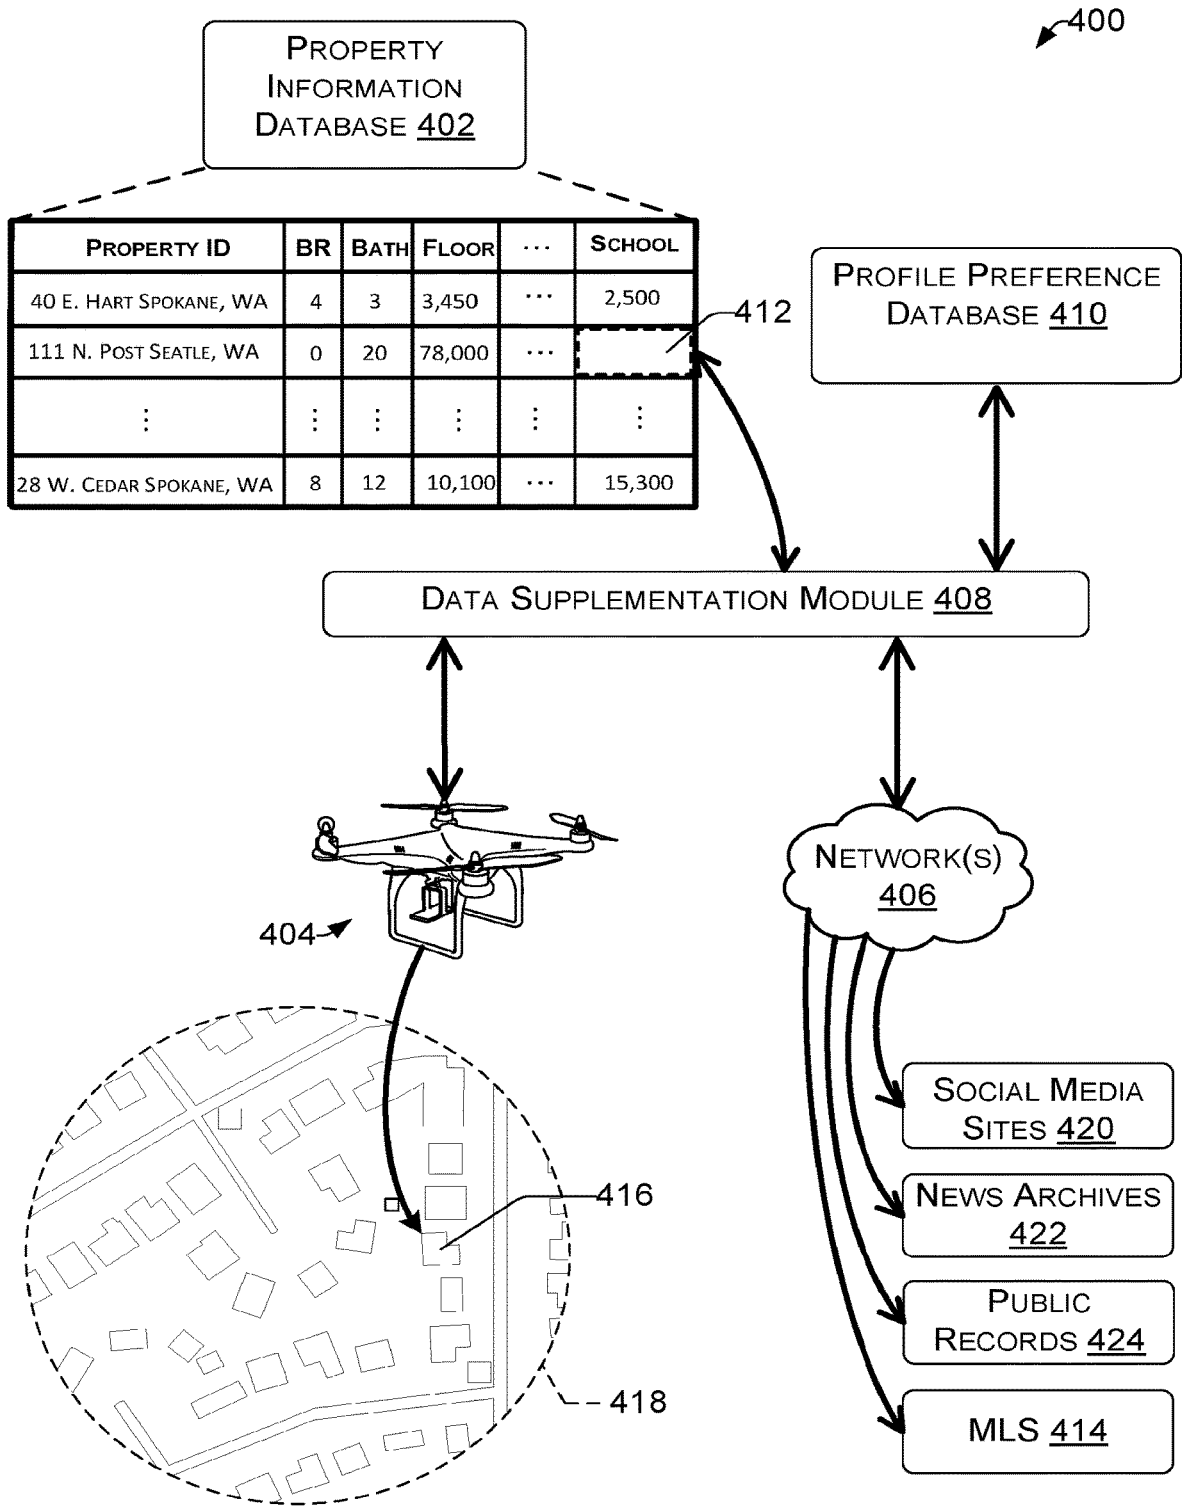 400
PROPERTY
INFORMATION
DATABASE 402
PROPERTY ID BR BATH FLOOR ... SCHOOL
40 E. HART SPOKANE, WA 4 3 3,450 ... 2,500
111 N. POST SEATLE, WA 0 20 78,000 ...
412
⋮ ⋮ ⋮ ⋮ ⋮ ⋮
28 W. CEDAR SPOKANE, WA 8 12 10,100 ... 15,300
PROFILE PREFERENCE
DATABASE 410
DATA SUPPLEMENTATION MODULE 408
NETWORK(S)
406
404
416
418
SOCIAL MEDIA
SITES 420
NEWS ARCHIVES
422
PUBLIC
RECORDS 424
MLS 414